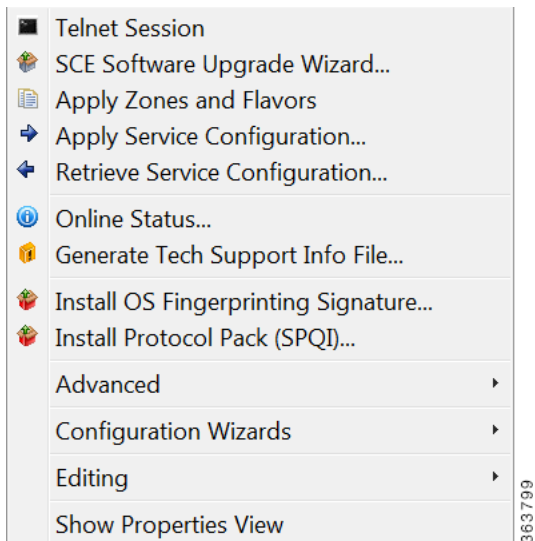 Telnet Session
SCE Software Upgrade Wizard...
Apply Zones and Flavors
Apply Service Configuration...
Retrieve Service Configuration...
Online Status...
Generate Tech Support Info File...
Install OS Fingerprinting Signature...
Install Protocol Pack (SPQI)...
Advanced
Configuration Wizards
Editing
Show Properties View
363799